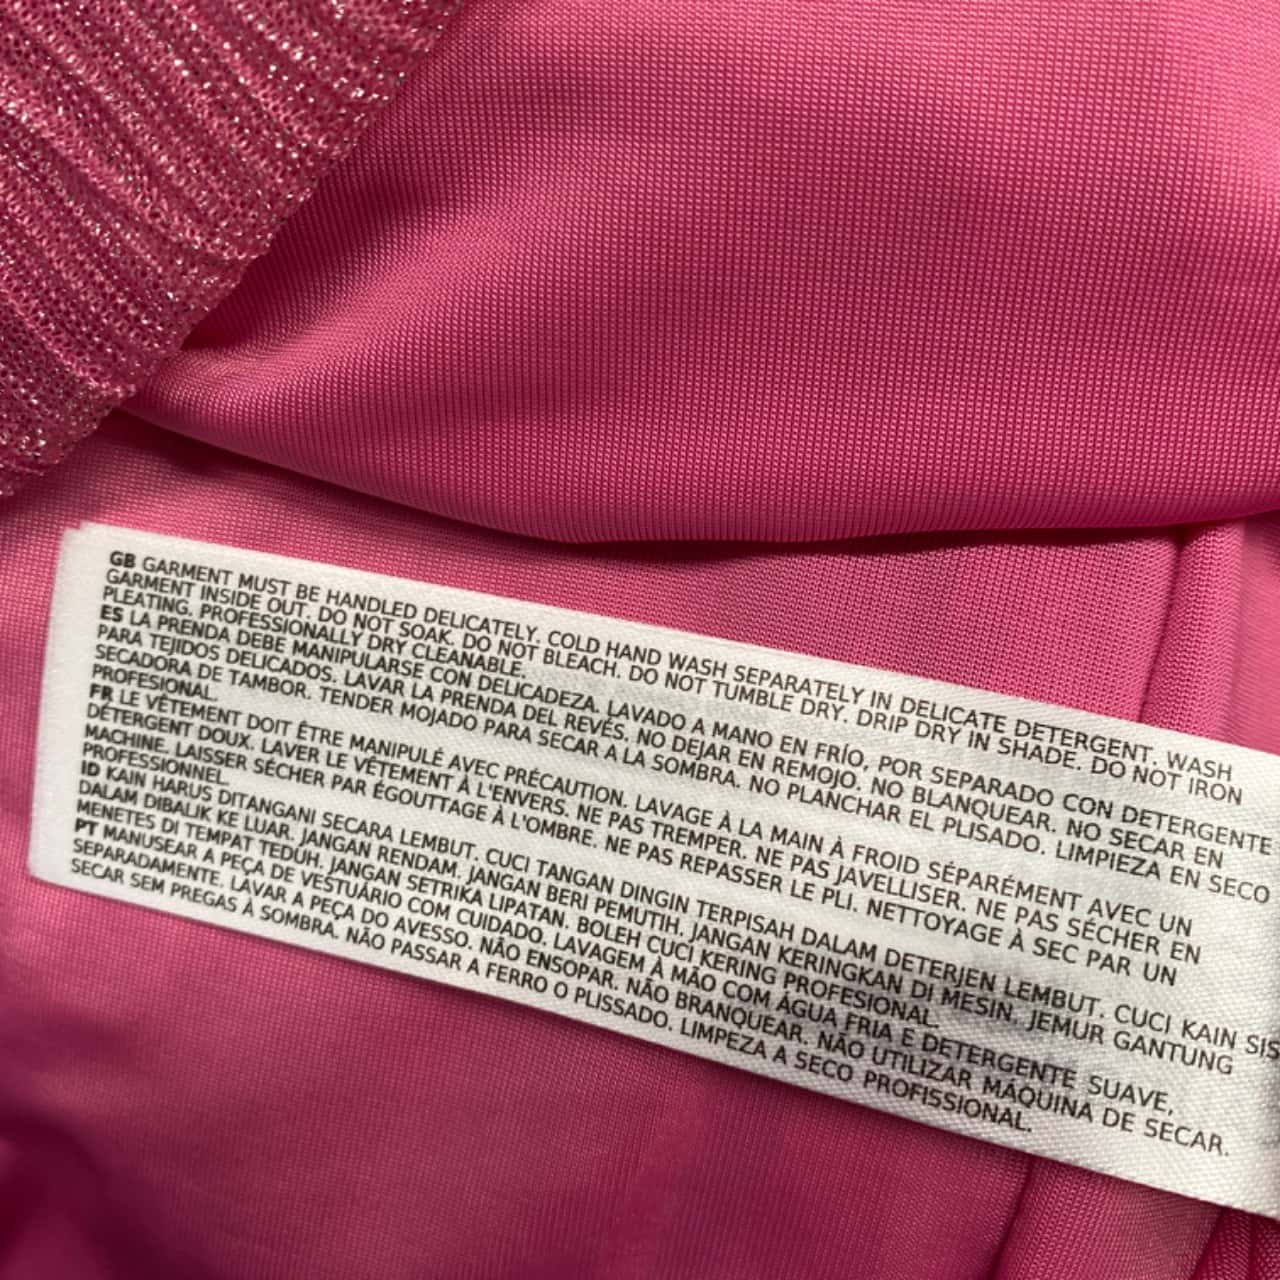 GB GARMENT MUST BE HANDLED DELICATELY. COLD HAND WASH SEPARATELY IN DELICATE DETERGENT. WASH
GARMENT INSIDE OUT. DO NOT SOAK. DO NOT BLEACH. DO NOT TUMBLE DRY. DRIP DRY IN SHADE. DO NOT IRON
PLEATING. PROFESSIONALLY DRY CLEANABLE.
ES LA PRENDA DEBE MANIPULARSE CON DELICADEZA. LAVADO A MANO EN FRÍO, POR SEPARADO CON DETERGENTE
PARA TEJIDOS DELICADOS. LAVAR LA PRENDA DEL REVÉS. NO DEJAR EN REMOJO. NO BLANQUEAR. NO SECAR EN
SECADORA DE TAMBOR. TENDER MOJADO PARA SECAR A LA SOMBRA. NO PLANCHAR EL PLISADO. LIMPIEZA EN SECO
PROFESIONAL.
FR LE VÊTEMENT DOIT ÊTRE MANIPULÉ AVEC PRÉCAUTION. LAVAGE À LA MAIN À FROID SÉPARÉMENT AVEC UN
DÉTERGENT DOUX. LAVER LE VÊTEMENT À L'ENVERS. NE PAS TREMPER. NE PAS JAVELLISER. NE PAS SÉCHER EN
MACHINE. LAISSER SÉCHER PAR ÉGOUTTAGE À L'OMBRE. NE PAS REPASSER LE PLI. NETTOYAGE À SEC PAR UN
PROFESSIONNEL.
ID KAIN HARUS DITANGANI SECARA LEMBUT. CUCI TANGAN DINGIN TERPISAH DALAM DETERJEN LEMBUT. CUCI KAIN SIS
DALAM DIBALIK KE LUAR. JANGAN RENDAM. JANGAN BERI PEMUTIH. JANGAN KERINGKAN DI MESIN. JEMUR GANTUNG
MENETES DI TEMPAT TEDUH. JANGAN SETRIKA LIPATAN. BOLEH CUCI KERING PROFESIONAL.
PT MANUSEAR A PEÇA DE VESTUÁRIO COM CUIDADO. LAVAGEM À MÃO COM ÁGUA FRIA E DETERGENTE SUAVE,
SEPARADAMENTE. LAVAR A PEÇA DO AVESSO. NÃO ENSOPAR. NÃO BRANQUEAR. NÃO UTILIZAR MÁQUINA DE SECAR.
SECAR SEM PREGAS À SOMBRA. NÃO PASSAR A FERRO O PLISSADO. LIMPEZA A SECO PROFISSIONAL.